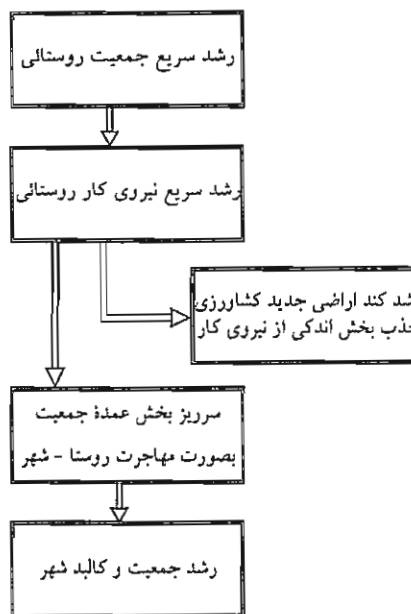 رشد سریع جمعیت روستائی
رشد سریع نیروی کار روستائی
شد کند اراضی جدید کشاورزی
جذب بخش اندکی از نیروی کار
سرریز بخش عمدهٔ جمعیت
بصورت مهاجرت روستا - شهر
رشد جمعیت و کالبد شهر